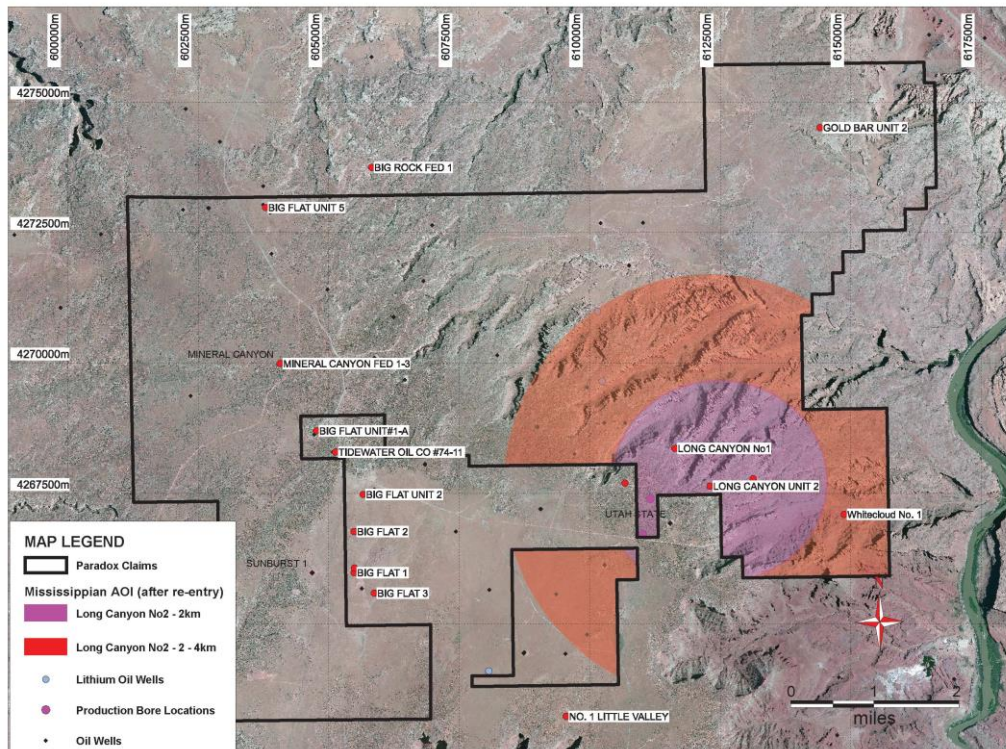 600000m
602500m
605000m
607500m
610000m
612500m
615000m
617500m
4275000m
GOLD BAR UNIT 2
BIG ROCK FED 1
BIG FLAT UNIT 5
4272500m
4270000m
MINERAL CANYON
MINERAL CANYON FED 1-3
BIG FLAT UNIT#1-A
TIDEWATER OIL CO #74-11
LONG CANYON No1
4267500m
BIG FLAT UNIT 2
LONG CANYON UNIT 2
UTAH STATE
Whitecloud No. 1
BIG FLAT 2
SUNBURST 1
BIG FLAT 1
BIG FLAT 3
NO. 1 LITTLE VALLEY
MAP LEGEND
Paradox Claims
Mississippian AOI (after re-entry)
Long Canyon No2 - 2km
Long Canyon No2 - 2 - 4km
Lithium Oil Wells
Production Bore Locations
Oil Wells
0 1 2
miles